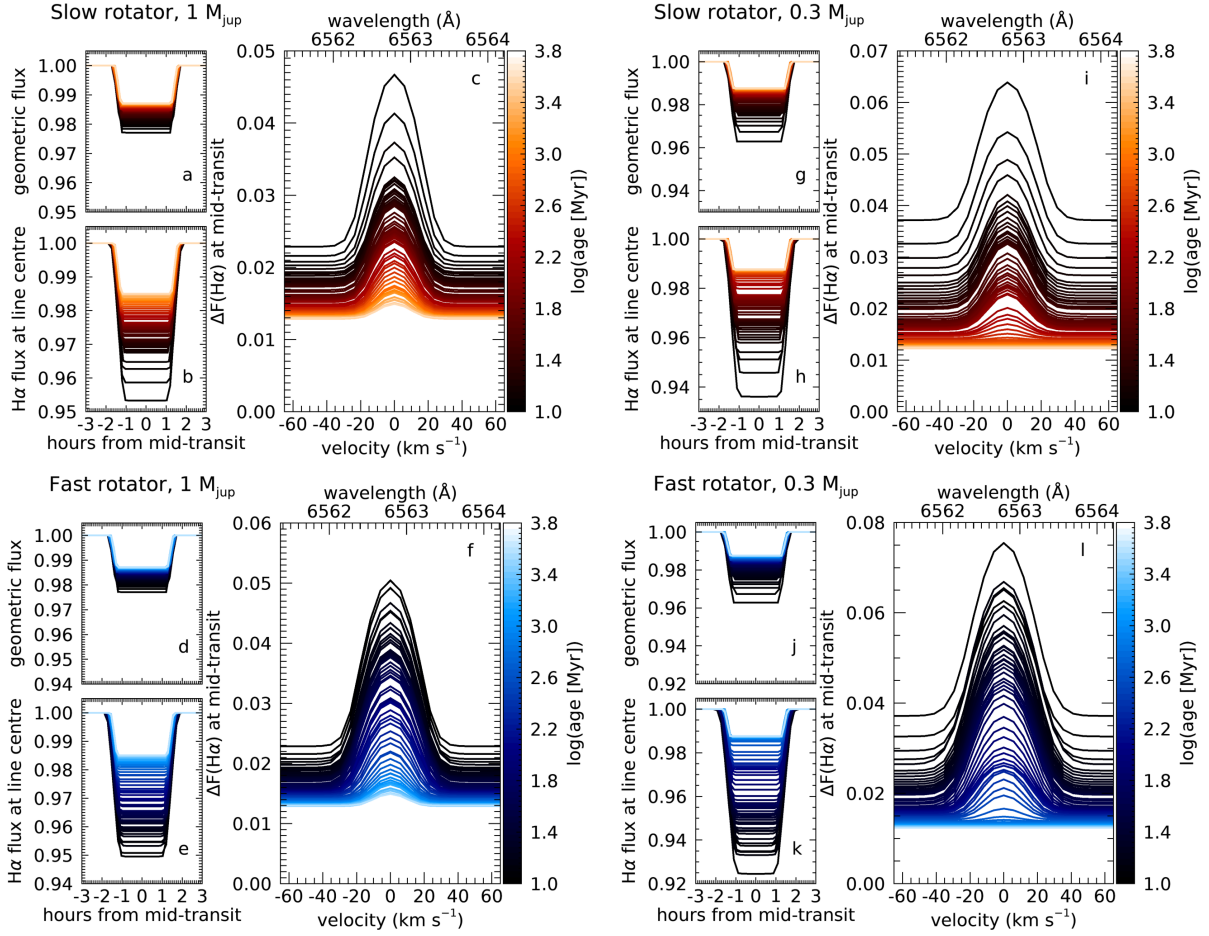 Slow rotator, 1 M_jup
wavelength (Å)
6562 6563 6564
geometric flux
1.00
0.99
0.98
0.97
0.96
0.95
a
Hα flux at line centre
1.00
0.99
0.98
0.97
0.96
0.95
b
-3 -2 -1 0 1 2 3
hours from mid-transit
ΔF(Hα) at mid-transit
0.05
0.04
0.03
0.02
0.01
0.00
c
-60 -40 -20 0 20 40 60
velocity (km s⁻¹)
3.8
3.4
3.0
2.6
2.2
1.8
1.4
1.0
log(age [Myr])
Slow rotator, 0.3 M_jup
wavelength (Å)
6562 6563 6564
geometric flux
1.00
0.98
0.96
0.94
g
Hα flux at line centre
1.00
0.98
0.96
0.94
h
-3 -2 -1 0 1 2 3
hours from mid-transit
ΔF(Hα) at mid-transit
0.07
0.06
0.05
0.04
0.03
0.02
0.01
0.00
i
-60 -40 -20 0 20 40 60
velocity (km s⁻¹)
3.8
3.4
3.0
2.6
2.2
1.8
1.4
1.0
log(age [Myr])
Fast rotator, 1 M_jup
wavelength (Å)
6562 6563 6564
geometric flux
1.00
0.99
0.98
0.97
0.96
0.95
0.94
d
Hα flux at line centre
1.00
0.99
0.98
0.97
0.96
0.95
0.94
e
-3 -2 -1 0 1 2 3
hours from mid-transit
ΔF(Hα) at mid-transit
0.06
0.05
0.04
0.03
0.02
0.01
0.00
f
-60 -40 -20 0 20 40 60
velocity (km s⁻¹)
3.8
3.4
3.0
2.6
2.2
1.8
1.4
1.0
log(age [Myr])
Fast rotator, 0.3 M_jup
wavelength (Å)
6562 6563 6564
geometric flux
1.00
0.98
0.96
0.94
0.92
j
Hα flux at line centre
1.00
0.98
0.96
0.94
0.92
k
-3 -2 -1 0 1 2 3
hours from mid-transit
ΔF(Hα) at mid-transit
0.08
0.06
0.04
0.02
0.00
l
-60 -40 -20 0 20 40 60
velocity (km s⁻¹)
3.8
3.4
3.0
2.6
2.2
1.8
1.4
1.0
log(age [Myr])